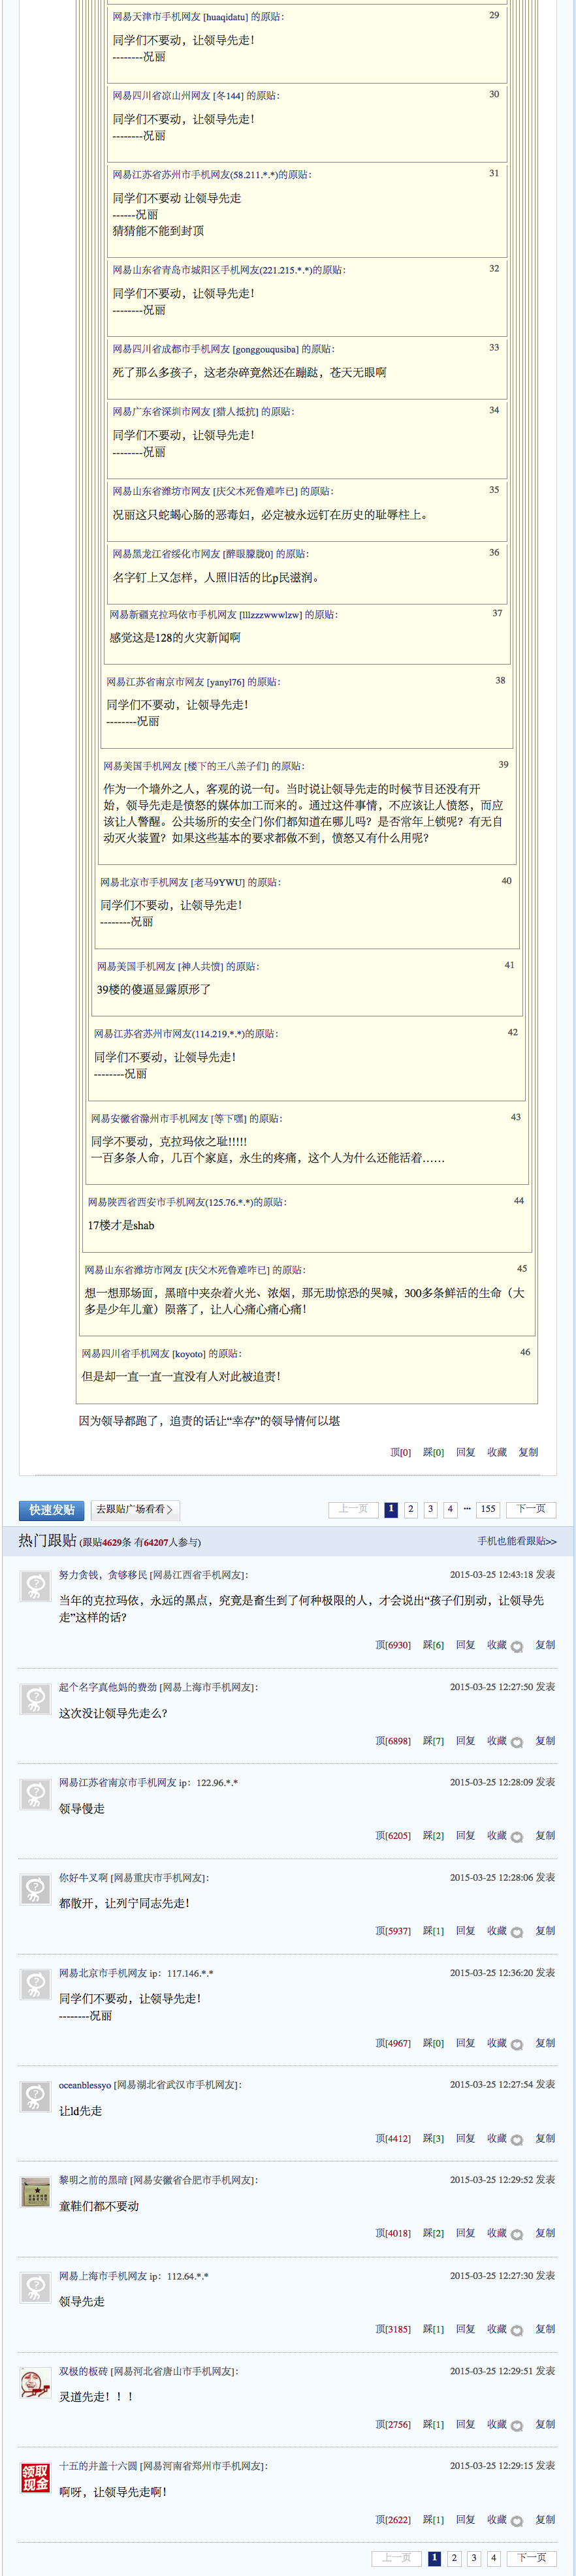 网易天津市手机网友 [huaqidatu] 的原贴： 29
同学们不要动，让领导先走！
--------况丽
网易四川省凉山州网友 [冬144] 的原贴： 30
同学们不要动，让领导先走！
--------况丽
网易江苏省苏州市手机网友(58.211.*.*)的原贴： 31
同学们不要动 让领导先走
------况丽
猜猜能不能到封顶
网易山东省青岛市城阳区手机网友(221.215.*.*)的原贴： 32
同学们不要动，让领导先走！
--------况丽
网易四川省成都市手机网友 [gonggouqusiba] 的原贴： 33
死了那么多孩子，这老杂碎竟然还在蹦跶，苍天无眼啊
网易广东省深圳市网友 [猎人抵抗] 的原贴： 34
同学们不要动，让领导先走！
--------况丽
网易山东省潍坊市网友 [庆父木死鲁难咋已] 的原贴： 35
况丽这只蛇蝎心肠的恶毒妇，必定被永远钉在历史的耻辱柱上。
网易黑龙江省绥化市网友 [醉眼朦胧0] 的原贴： 36
名字钉上又怎样，人照旧活的比p民滋润。
网易新疆克拉玛依市手机网友 [lllzzzwwwlzw] 的原贴： 37
感觉这是128的火灾新闻啊
网易江苏省南京市网友 [yanyl76] 的原贴： 38
同学们不要动，让领导先走！
--------况丽
网易美国手机网友 [楼下的王八羔子们] 的原贴： 39
作为一个墙外之人，客观的说一句。当时说让领导先走的时候节目还没有开
始，领导先走是愤怒的媒体加工而来的。通过这件事情，不应该让人愤怒，而应
该让人警醒。公共场所的安全门你们都知道在哪儿吗？是否常年上锁呢？有无自
动灭火装置？如果这些基本的要求都做不到，愤怒又有什么用呢？
网易北京市手机网友 [老马9YWU] 的原贴： 40
同学们不要动，让领导先走！
--------况丽
网易美国手机网友 [神人共愤] 的原贴： 41
39楼的傻逼显露原形了
网易江苏省苏州市网友(114.219.*.*)的原贴： 42
同学们不要动，让领导先走！
--------况丽
网易安徽省滁州市手机网友 [等下嘿] 的原贴： 43
同学不要动，克拉玛依之耻!!!!!
一百多条人命，几百个家庭，永生的疼痛，这个人为什么还能活着……
网易陕西省西安市手机网友(125.76.*.*)的原贴： 44
17楼才是shab
网易山东省潍坊市网友 [庆父木死鲁难咋已] 的原贴： 45
想一想那场面，黑暗中夹杂着火光、浓烟，那无助惊恐的哭喊，300多条鲜活的生命（大
多是少年儿童）陨落了，让人心痛心痛心痛！
网易四川省手机网友 [koyoto] 的原贴： 46
但是却一直一直一直没有人对此被追责！
因为领导都跑了，追责的话让“幸存”的领导情何以堪
顶[0] 踩[0] 回复 收藏 复制
快速发贴 去跟贴广场看看 上一页 1 2 3 4 ... 155 下一页
热门跟贴 (跟贴4629条 有64207人参与) 手机也能看跟贴>>
努力贪钱，贪够移民 [网易江西省手机网友]： 2015-03-25 12:43:18 发表
当年的克拉玛依，永远的黑点，究竟是畜生到了何种极限的人，才会说出“孩子们别动，让领导先
走”这样的话？
顶[6930] 踩[6] 回复 收藏 复制
起个名字真他妈的费劲 [网易上海市手机网友]： 2015-03-25 12:27:50 发表
这次没让领导先走么？
顶[6898] 踩[7] 回复 收藏 复制
网易江苏省南京市手机网友 ip：122.96.*.* 2015-03-25 12:28:09 发表
领导慢走
顶[6205] 踩[2] 回复 收藏 复制
你好牛叉啊 [网易重庆市手机网友]： 2015-03-25 12:28:06 发表
都散开，让列宁同志先走！
顶[5937] 踩[1] 回复 收藏 复制
网易北京市手机网友 ip：117.146.*.* 2015-03-25 12:36:20 发表
同学们不要动，让领导先走！
--------况丽
顶[4967] 踩[0] 回复 收藏 复制
oceanblessyo [网易湖北省武汉市手机网友]： 2015-03-25 12:27:54 发表
让ld先走
顶[4412] 踩[3] 回复 收藏 复制
黎明之前的黑暗 [网易安徽省合肥市手机网友]： 2015-03-25 12:29:52 发表
童鞋们都不要动
顶[4018] 踩[2] 回复 收藏 复制
网易上海市手机网友 ip：112.64.*.* 2015-03-25 12:27:30 发表
领导先走
顶[3185] 踩[1] 回复 收藏 复制
双极的板砖 [网易河北省唐山市手机网友]： 2015-03-25 12:29:51 发表
灵道先走！！！
顶[2756] 踩[1] 回复 收藏 复制
领取
现金
十五的井盖十六圆 [网易河南省郑州市手机网友]： 2015-03-25 12:29:15 发表
啊呀，让领导先走啊！
顶[2622] 踩[1] 回复 收藏 复制
上一页 1 2 3 4 下一页